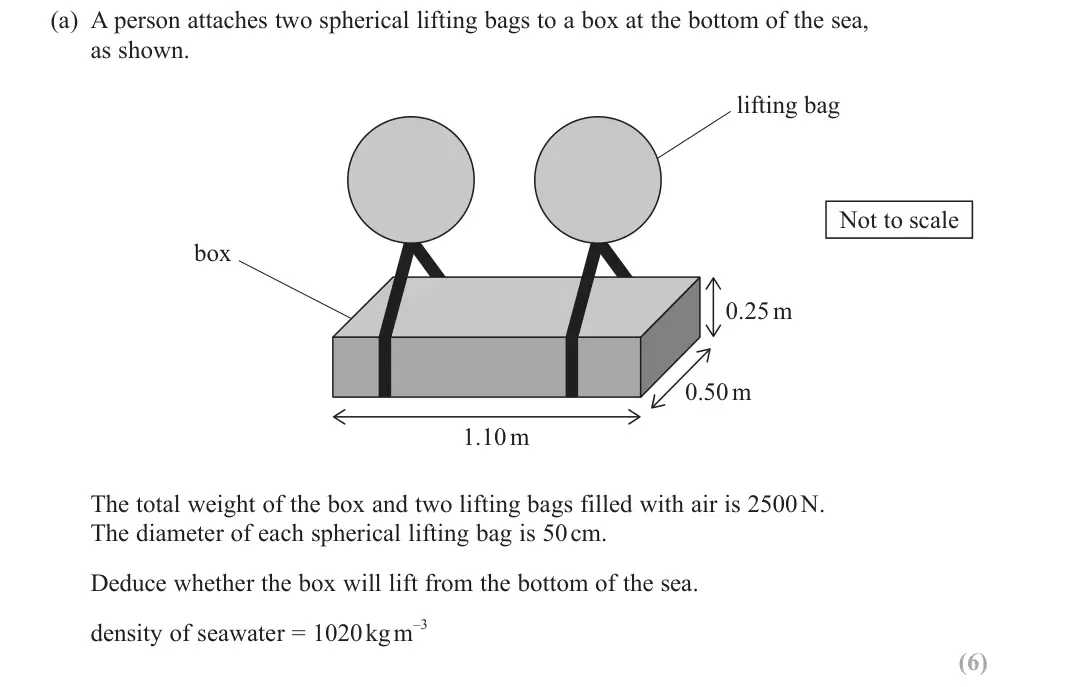 (a) A person attaches two spherical lifting bags to a box at the bottom of the sea,
as shown.
lifting bag
Not to scale
box
0.25 m
0.50 m
1.10 m
The total weight of the box and two lifting bags filled with air is 2500 N.
The diameter of each spherical lifting bag is 50 cm.
Deduce whether the box will lift from the bottom of the sea.
density of seawater = 1020 kg m⁻³
(6)